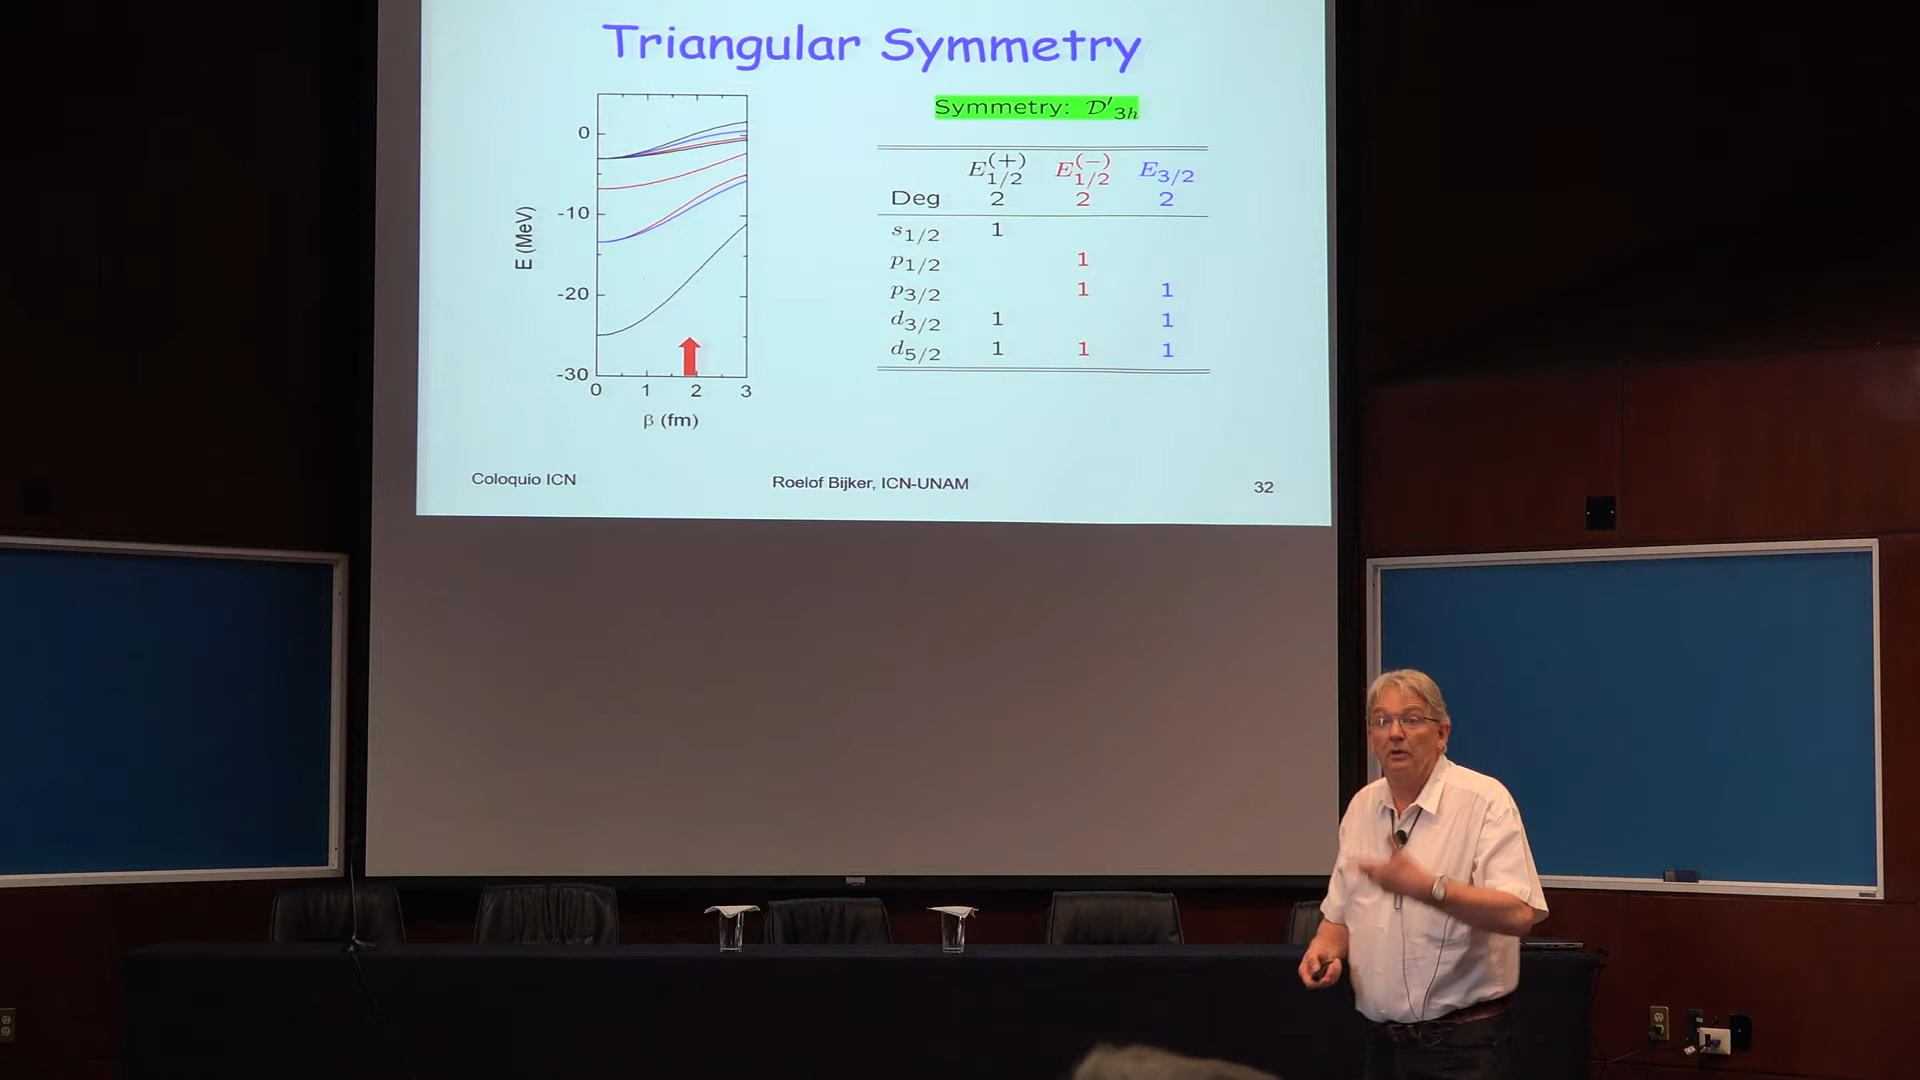 Triangular Symmetry
0
-10
-20
-30
E (MeV)
0 1 2 3
β (fm)
Symmetry: 𝒟′₃ₕ
E₁/₂⁽⁺⁾ E₁/₂⁽⁻⁾ E₃/₂
Deg 2 2 2
s₁/₂ 1
p₁/₂ 1
p₃/₂ 1 1
d₃/₂ 1 1
d₅/₂ 1 1 1
Coloquio ICN
Roelof Bijker, ICN-UNAM
32